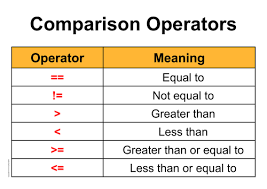 Comparison Operators
Operator Meaning
== Equal to
!= Not equal to
> Greater than
< Less than
>= Greater than or equal to
<= Less than or equal to